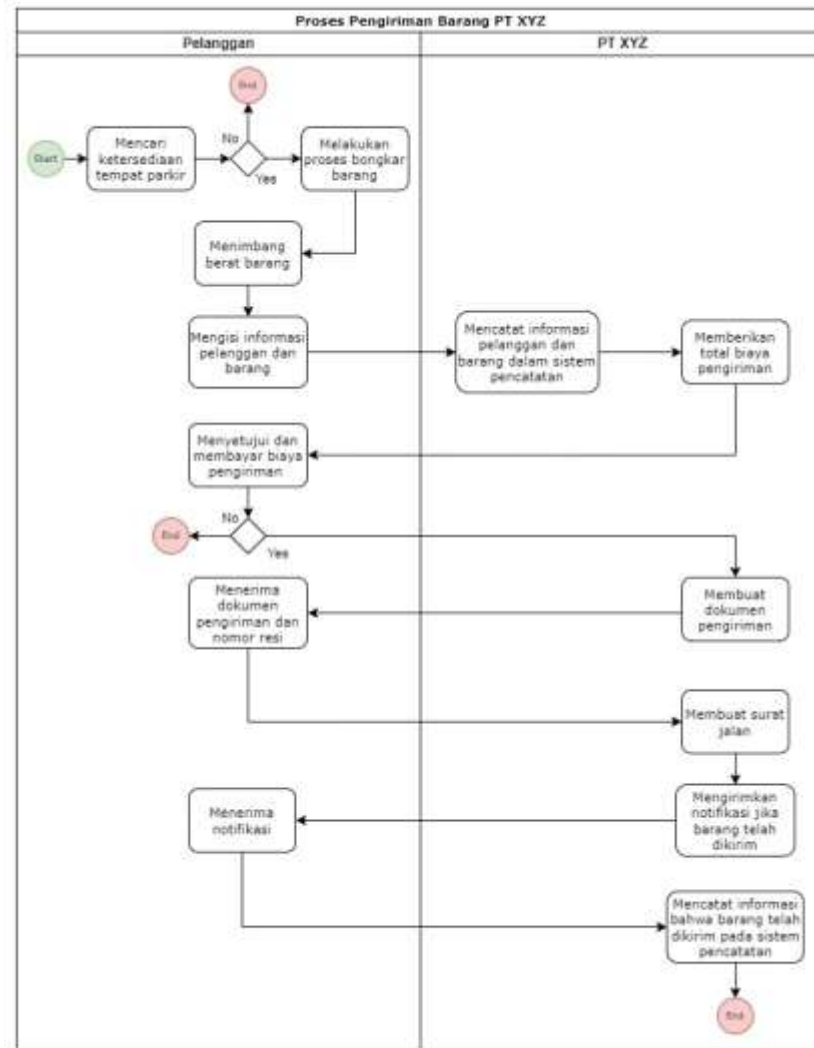 Proses Pengiriman Barang PT XYZ
Pelanggan
PT XYZ
End
Start
Mencari
ketersediaan
tempat parkir
No
Yes
Melakukan
proses bongkar
barang
Menimbang
berat barang
Mengisi informasi
pelanggan dan
barang
Mencatat informasi
pelanggan dan
barang dalam sistem
pencatatan
Memberikan
total biaya
pengiriman
Menyetujui dan
membayar biaya
pengiriman
No
End
Yes
Membuat
dokumen
pengiriman
Menerima
dokumen
pengiriman dan
nomor resi
Membuat surat
jalan
Mengirimkan
notifikasi jika
barang telah
dikirim
Menerima
notifikasi
Mencatat informasi
bahwa barang telah
dikirim pada sistem
pencatatan
End